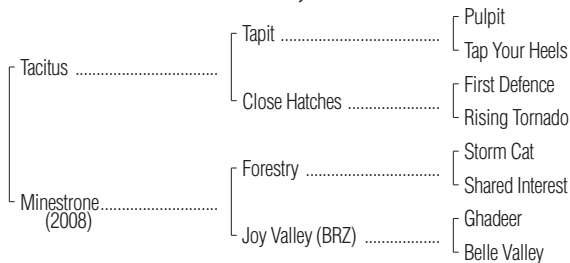 Pulpit
Tapit ........................................
Tap Your Heels
Tacitus ....................................
First Defence
Close Hatches .......................
Rising Tornado
Storm Cat
Forestry ..................................
Shared Interest
Minestrone..............................
(2008)
Ghadeer
Joy Valley (BRZ) ...................
Belle Valley